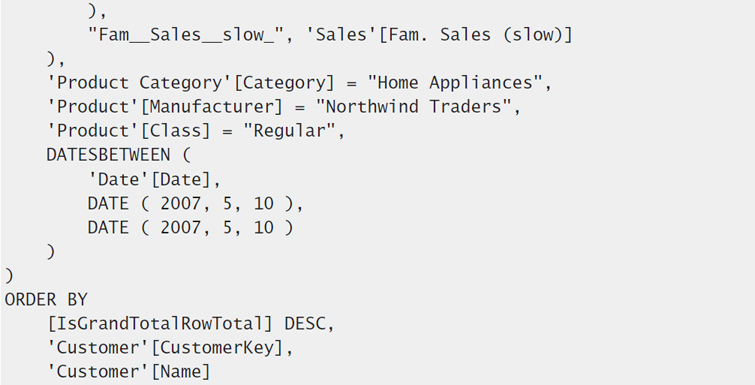 ),
        "Fam__Sales__slow_", 'Sales'[Fam. Sales (slow)]
    ),
    'Product Category'[Category] = "Home Appliances",
    'Product'[Manufacturer] = "Northwind Traders",
    'Product'[Class] = "Regular",
    DATESBETWEEN (
        'Date'[Date],
        DATE ( 2007, 5, 10 ),
        DATE ( 2007, 5, 10 )
    )
)
ORDER BY
    [IsGrandTotalRowTotal] DESC,
    'Customer'[CustomerKey],
    'Customer'[Name]